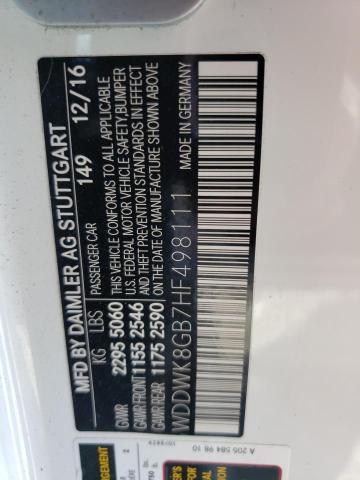 MFD BY DAIMLER AG STUTTGART
PASSENGER CAR 149 12/16
KG LBS
GVWR 2295 5060
GAWR FRONT 1155 2546
GAWR REAR 1175 2590
THIS VEHICLE CONFORMS TO ALL APPLICABLE
U.S. FEDERAL MOTOR VEHICLE SAFETY, BUMPER
AND THEFT PREVENTION STANDARDS IN EFFECT
ON THE DATE OF MANUFACTURE SHOWN ABOVE
MADE IN GERMANY
WDDWK8GB7HF498111
A 205 584 98 10